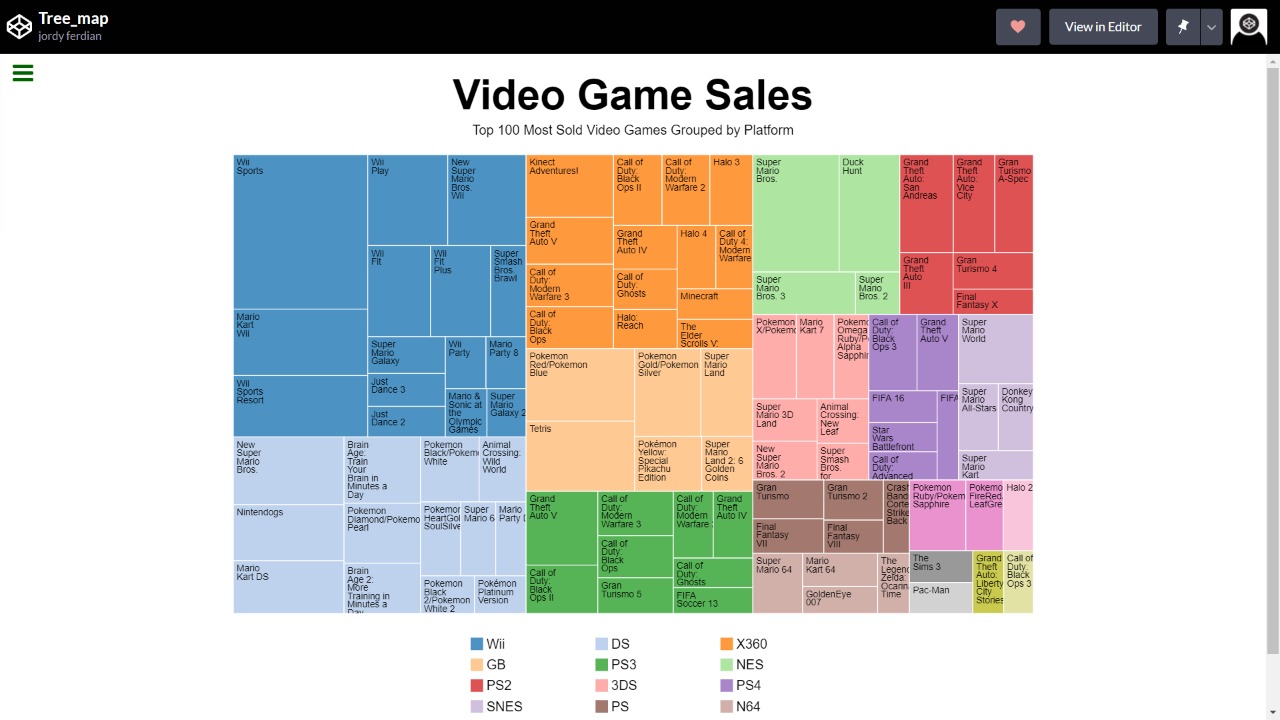 Tree_map
jordy ferdian
View in Editor
Video Game Sales
Top 100 Most Sold Video Games Grouped by Platform
Wii
Sports
Mario
Kart
Wii
Wii
Sports
Resort
Wii
Play
New
Super
Mario
Bros.
Wii
Wii
Fit
Wii
Fit
Plus
Super
Smash
Bros.
Brawl
Super
Mario
Galaxy
Just
Dance 3
Just
Dance 2
Wii
Party
Mario
Party 8
Mario &
Sonic at
the
Olympic
Games
Super
Mario
Galaxy 2
New
Super
Mario
Bros.
Nintendogs
Mario
Kart DS
Brain
Age:
Train
Your
Brain in
Minutes a
Day
Pokemon
Diamond/Pokemo
Pearl
Brain
Age 2:
More
Training in
Minutes a
Day
Pokemon
Black/Pokem
White
Animal
Crossing:
Wild
World
Pokemon
HeartGol
SoulSilve
Super
Mario 6
Mario
Party
Pokemon
Black
2/Pokemon
White 2
Pokémon
Platinum
Version
Kinect
Adventures!
Grand
Theft
Auto V
Call of
Duty:
Modern
Warfare 3
Call of
Duty:
Black
Ops
Call of
Duty:
Black
Ops II
Call of
Duty:
Modern
Warfare 2
Halo 3
Grand
Theft
Auto IV
Call of
Duty:
Ghosts
Halo:
Reach
Halo 4
Call of
Duty 4:
Modern
Warfare
Minecraft
The
Elder
Scrolls V:
Pokemon
Red/Pokemon
Blue
Tetris
Pokemon
Gold/Pokemon
Silver
Super
Mario
Land
Pokémon
Yellow:
Special
Pikachu
Edition
Super
Mario
Land 2: 6
Golden
Coins
Grand
Theft
Auto V
Call of
Duty:
Black
Ops II
Call of
Duty:
Modern
Warfare 3
Call of
Duty:
Black
Ops
Gran
Turismo 5
Call of
Duty:
Modern
Warfare
Grand
Theft
Auto IV
Call of
Duty:
Ghosts
FIFA
Soccer 13
Super
Mario
Bros.
Duck
Hunt
Super
Mario
Bros. 3
Super
Mario
Bros. 2
Grand
Theft
Auto:
San
Andreas
Grand
Theft
Auto:
Vice
City
Gran
Turismo
A-Spec
Grand
Theft
Auto
III
Gran
Turismo 4
Final
Fantasy X
Pokemon
X/Pokemo
Mario
Kart 7
Pokemo
Omega
Ruby/P
Alpha
Sapphir
Super
Mario 3D
Land
New
Super
Mario
Bros. 2
Animal
Crossing:
New
Leaf
Super
Smash
Bros.
for
Call of
Duty:
Black
Ops 3
Grand
Theft
Auto V
FIFA 16
Star
Wars
Battlefront
Call of
Duty:
Advanced
FIFA
Super
Mario
World
Super
Mario
All-Stars
Donkey
Kong
Country
Super
Mario
Kart
Gran
Turismo
Final
Fantasy
VII
Gran
Turismo 2
Final
Fantasy
VIII
Crash
Band
Corte
Strike
Back
Super
Mario 64
Mario
Kart 64
GoldenEye
007
The
Legend
Zelda:
Ocarin
Time
Pokemon
Ruby/Pokem
Sapphire
Pokemo
FireRed
LeafGre
Halo 2
The
Sims 3
Pac-Man
Grand
Theft
Auto:
Liberty
City
Stories
Call of
Duty:
Black
Ops 3
Wii
DS
X360
GB
PS3
NES
PS2
3DS
PS4
SNES
PS
N64